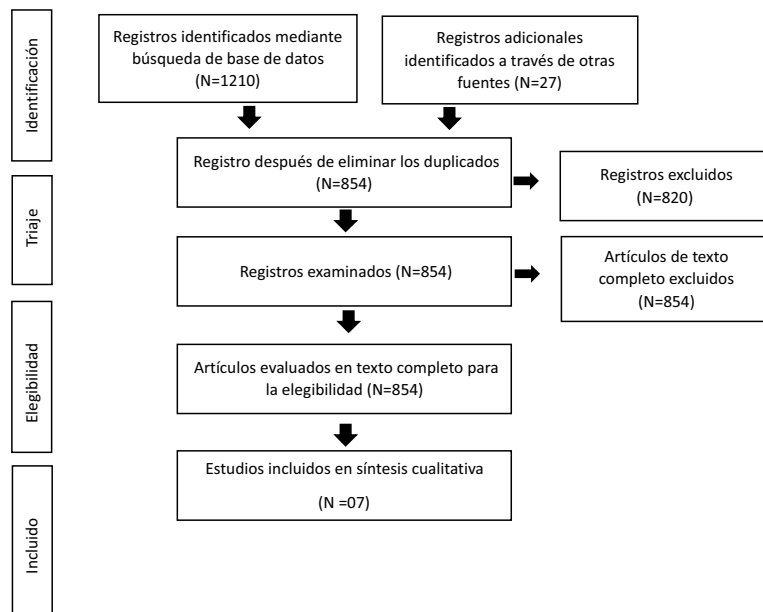 Identificación
Registros identificados mediante
búsqueda de base de datos
(N=1210)
Registros adicionales
identificados a través de otras
fuentes (N=27)
Registro después de eliminar los duplicados
(N=854)
Registros excluidos
(N=820)
Triaje
Registros examinados (N=854)
Artículos de texto
completo excluidos
(N=854)
Elegibilidad
Artículos evaluados en texto completo para
la elegibilidad (N=854)
Estudios incluidos en síntesis cualitativa
(N =07)
Incluido